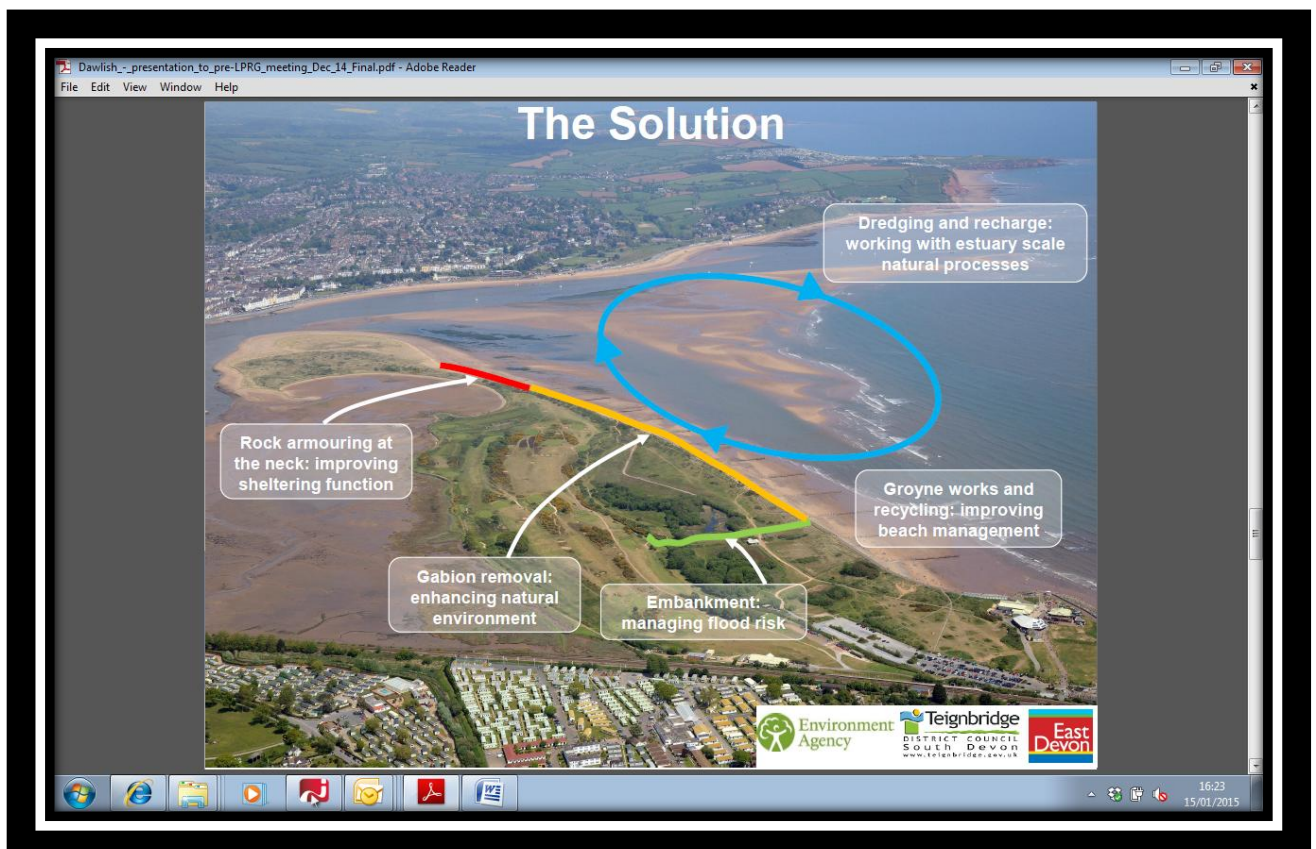 Dawlish_-_presentation_to_pre-LPRG_meeting_Dec_14_Final.pdf - Adobe Reader
File Edit View Window Help
The Solution
Dredging and recharge:
working with estuary scale
natural processes
Rock armouring at
the neck: improving
sheltering function
Groyne works and
recycling: improving
beach management
Gabion removal:
enhancing natural
environment
Embankment:
managing flood risk
Environment
Agency
Teignbridge
DISTRICT COUNCIL
South Devon
www.teignbridge.gov.uk
East
Devon
16:23
15/01/2015